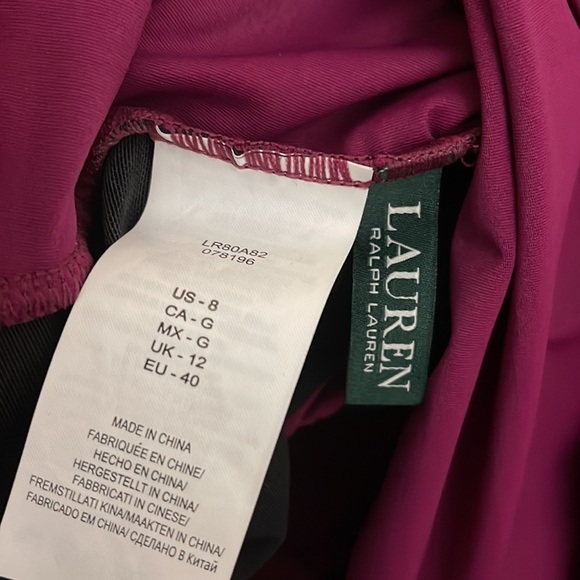 LR80A82
078196
US - 8
CA - G
MX - G
UK - 12
EU - 40
MADE IN CHINA
FABRIQUÉE EN CHINE/
HECHO EN CHINA/
HERGESTELLT IN CHINA/
FABBRICATI IN CINESE/
FREMSTILLATI KINA/MAAKTEN IN CHINA/
FABRICADO EM CHINA/СДЕЛАНО В Китай
LAUREN
RALPH LAUREN